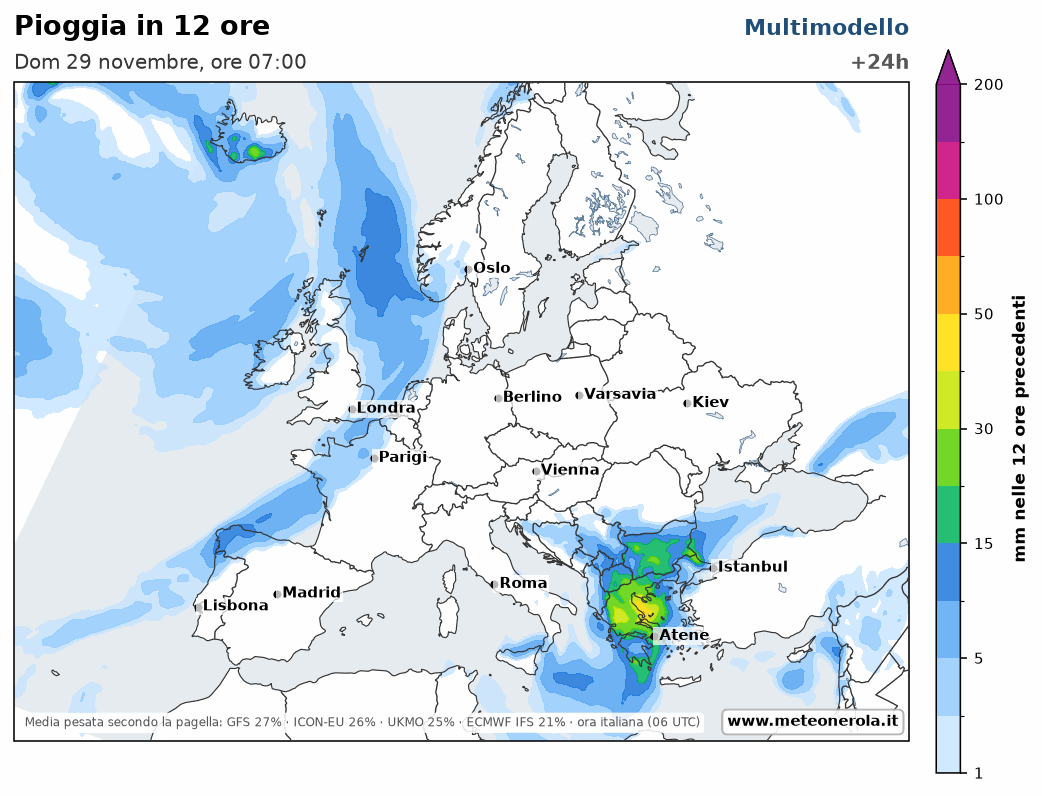 Pioggia in 12 ore
Multimodello
Dom 29 novembre, ore 07:00
+24h
200
100
50
30
15
5
1
mm nelle 12 ore precedenti
Oslo
Berlino
Varsavia
Kiev
Londra
Parigi
Vienna
Istanbul
Roma
Madrid
Lisbona
Atene
Media pesata secondo la pagella: GFS 27% · ICON-EU 26% · UKMO 25% · ECMWF IFS 21% · ora italiana (06 UTC)
www.meteonerola.it